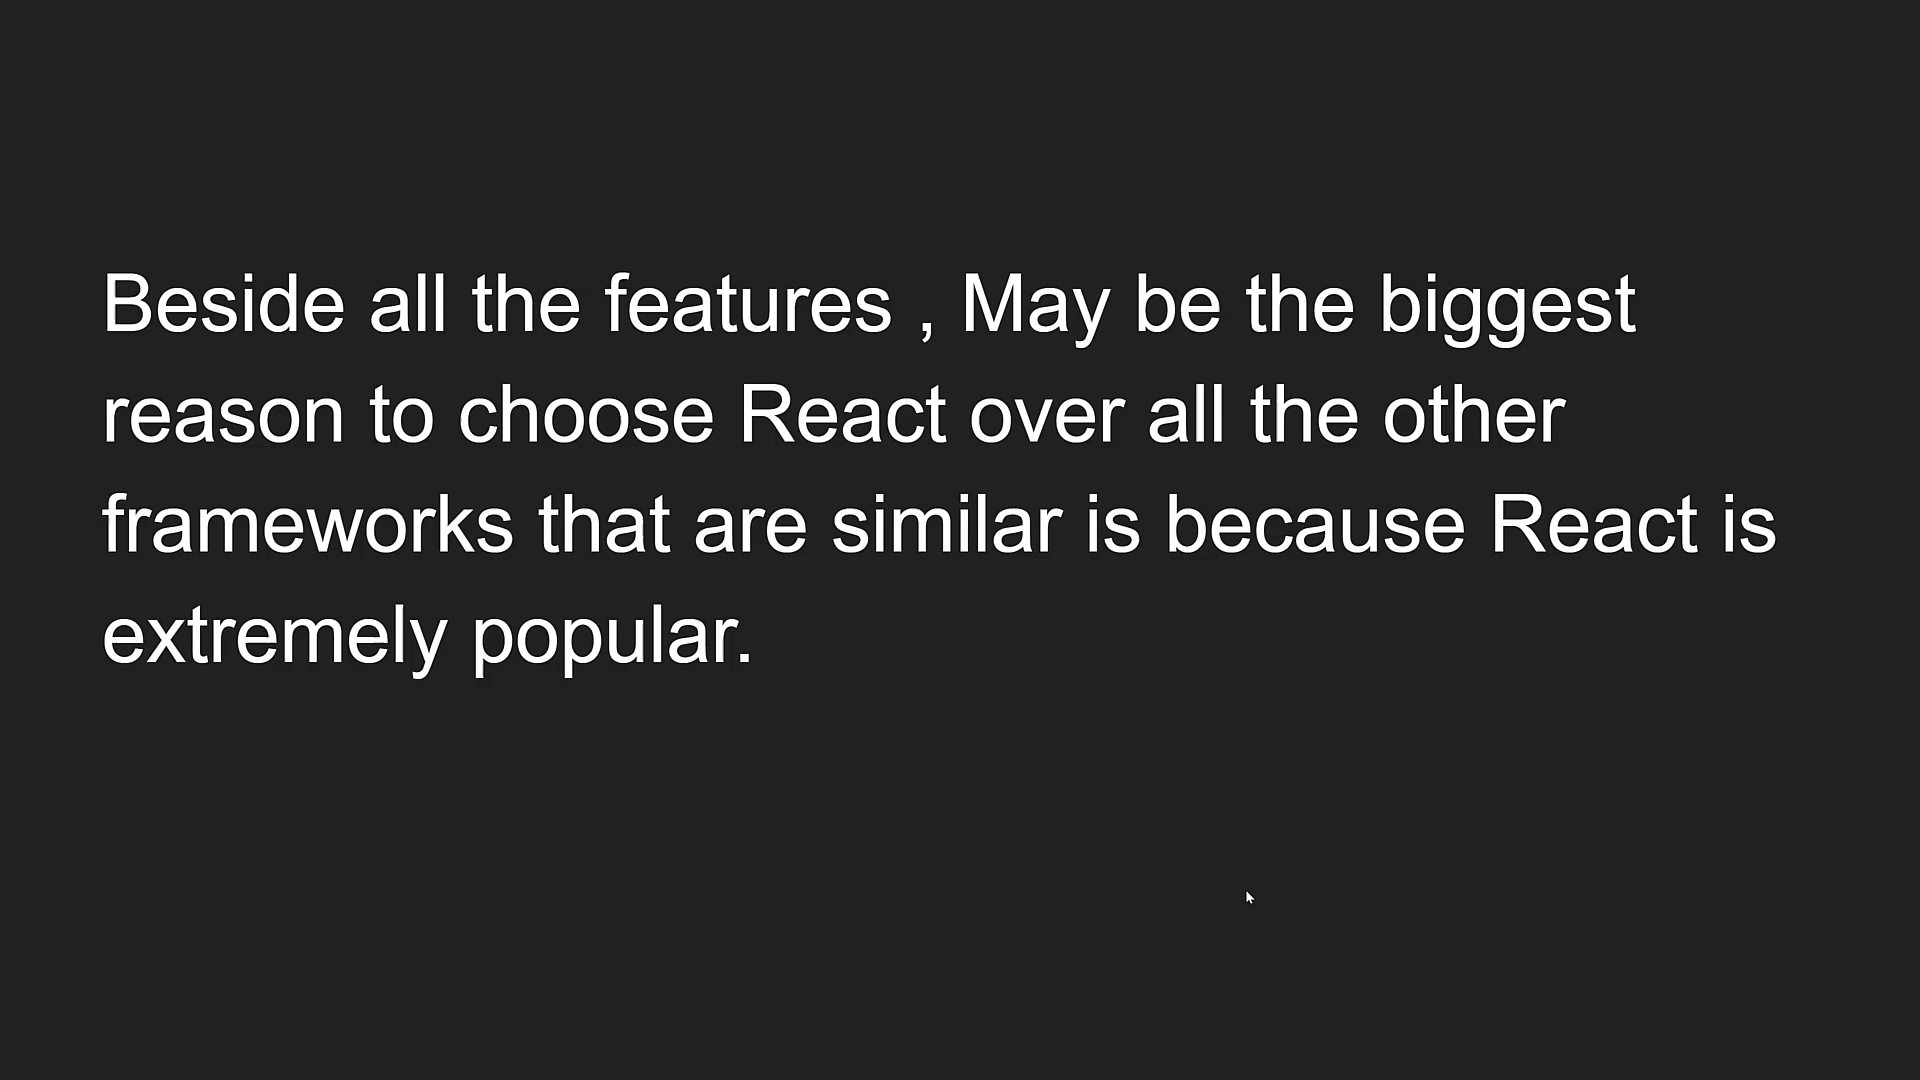 Beside all the features , May be the biggest
reason to choose React over all the other
frameworks that are similar is because React is
extremely popular.